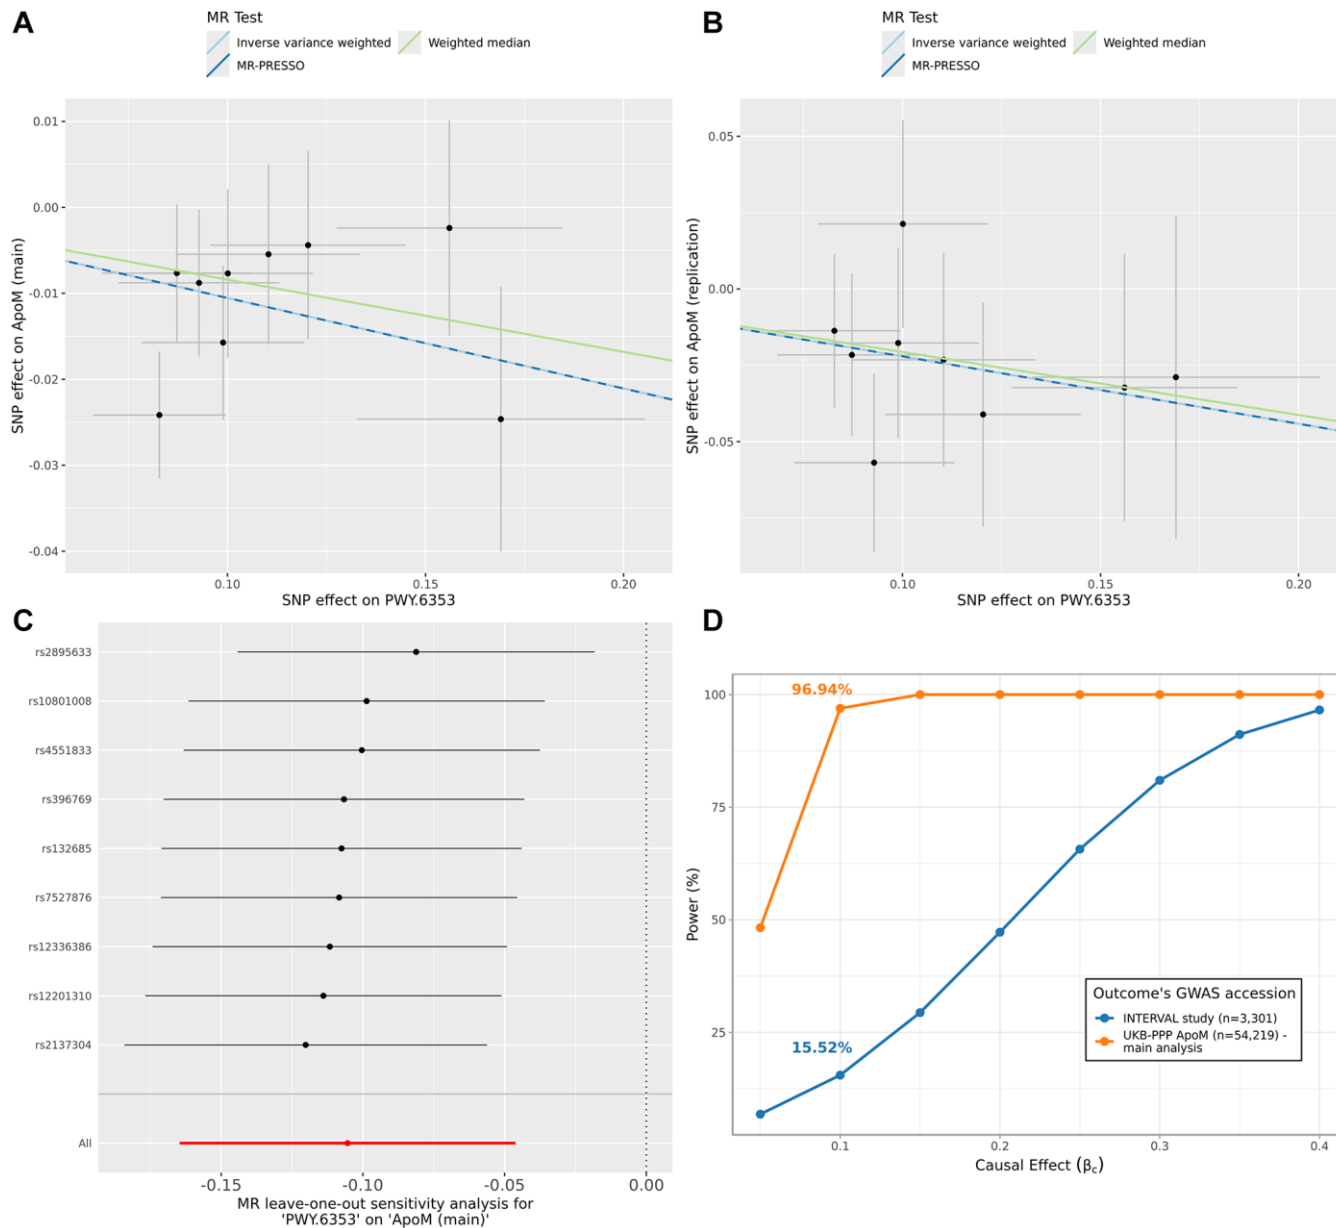 A
MR Test
Inverse variance weighted
Weighted median
MR-PRESSO
0.01
0.00
-0.01
-0.02
-0.03
-0.04
SNP effect on ApoM (main)
0.10
0.15
0.20
SNP effect on PWY.6353
B
MR Test
Inverse variance weighted
Weighted median
MR-PRESSO
0.05
0.00
-0.05
SNP effect on ApoM (replication)
0.10
0.15
0.20
SNP effect on PWY.6353
C
rs2895633
rs10801008
rs4551833
rs396769
rs132685
rs7527876
rs12336386
rs12201310
rs2137304
All
-0.15
-0.10
-0.05
0.00
MR leave-one-out sensitivity analysis for
'PWY.6353' on 'ApoM (main)'
D
96.94%
15.52%
100
75
50
25
Power (%)
Outcome's GWAS accession
INTERVAL study (n=3,301)
UKB-PPP ApoM (n=54,219) -
main analysis
0.1
0.2
0.3
0.4
Causal Effect (βc)